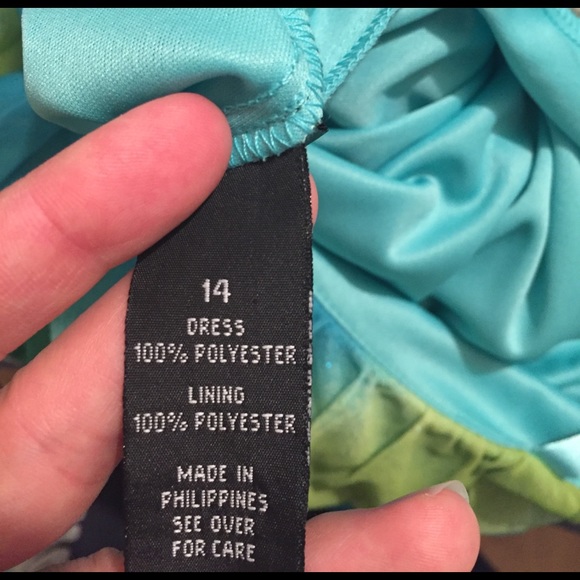 14
DRESS
100% POLYESTER
LINING
100% POLYESTER
MADE IN
PHILIPPINES
SEE OVER
FOR CARE